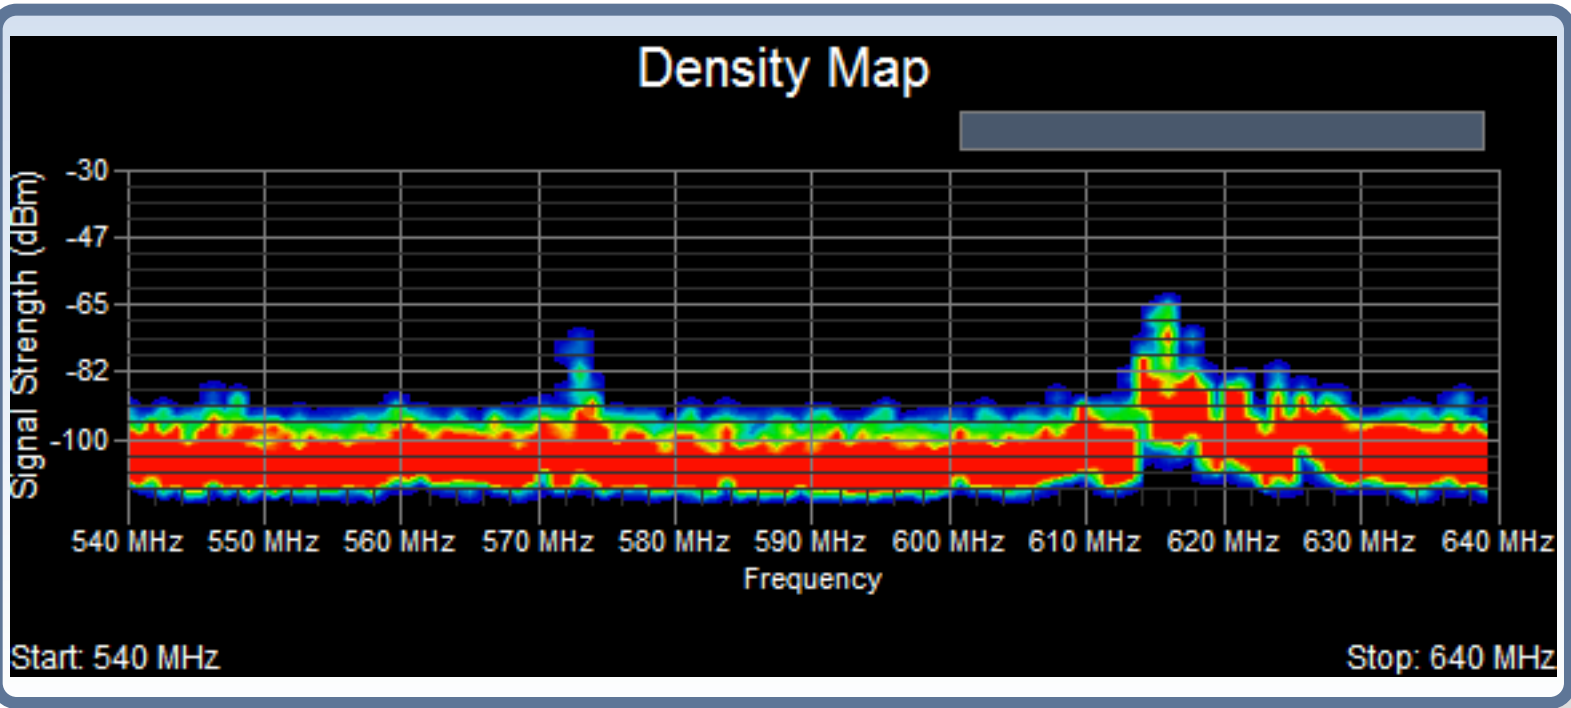 Density Map
Signal Strength (dBm)
-30
-47
-65
-82
-100
540 MHz 550 MHz 560 MHz 570 MHz 580 MHz 590 MHz 600 MHz 610 MHz 620 MHz 630 MHz 640 MHz
Frequency
Start: 540 MHz Stop: 640 MHz